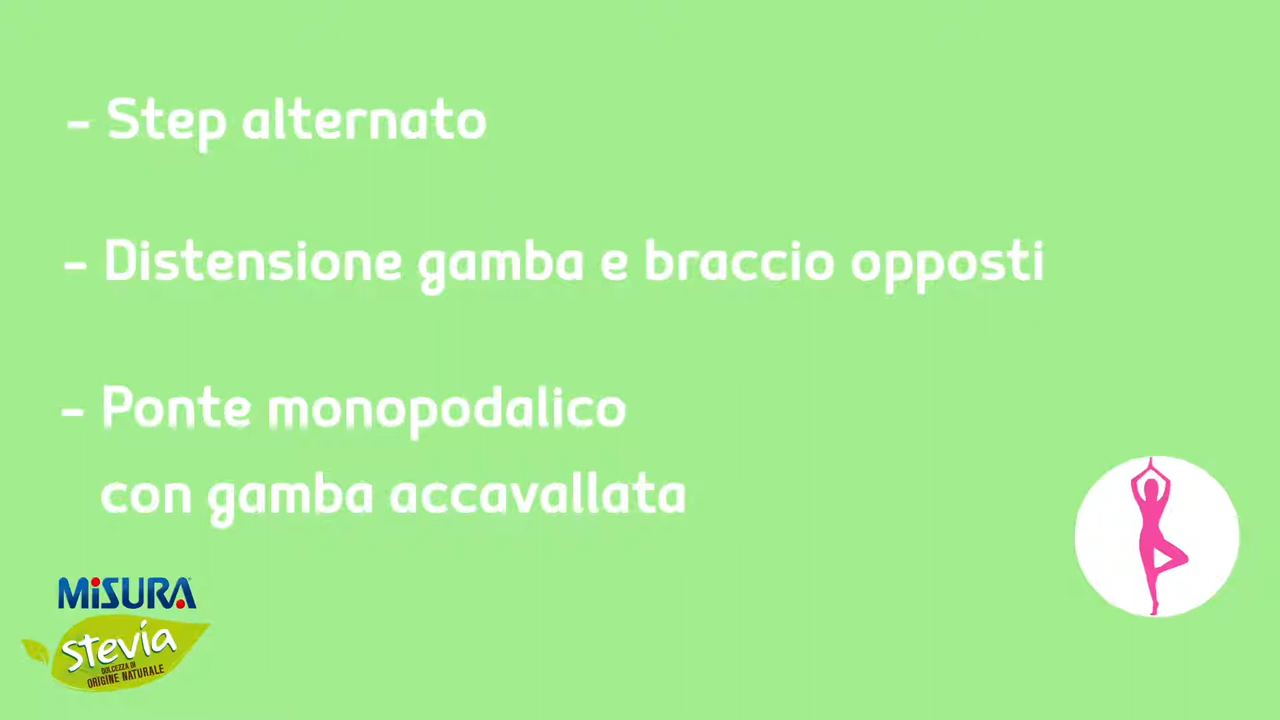 - Step alternato
- Distensione gamba e braccio opposti
- Ponte monopodalico
con gamba accavallata
MiSURA
stevia
DOLCEZZA DI
ORIGINE NATURALE